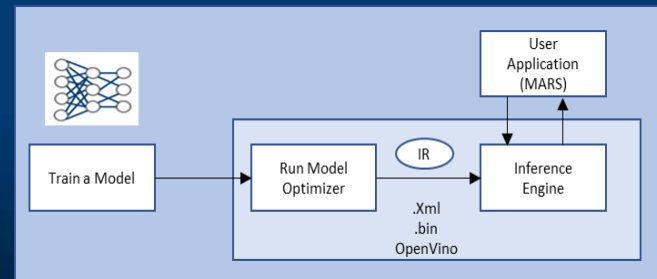 User
Application
(MARS)
Train a Model
Run Model
Optimizer
IR
Inference
Engine
.Xml
.bin
OpenVino